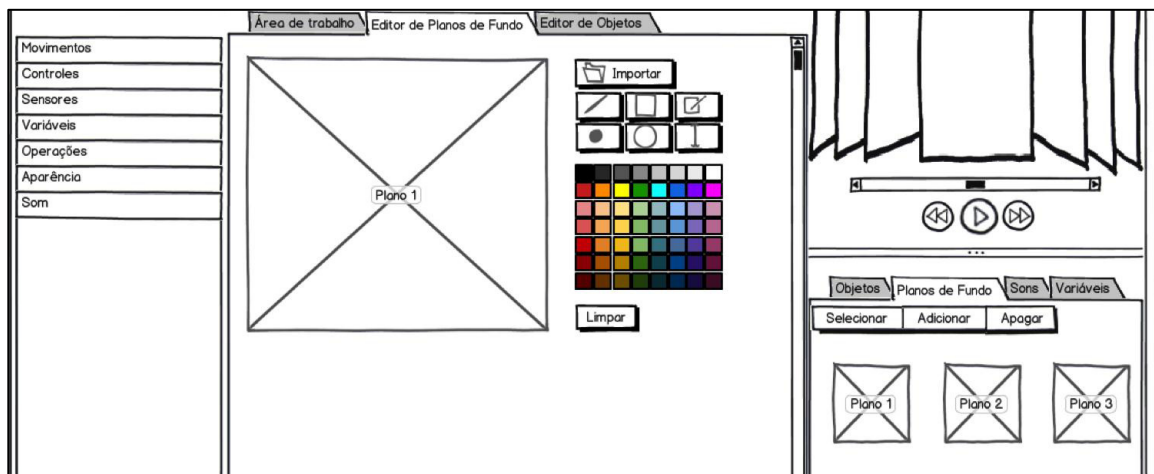 Área de trabalho
Editor de Planos de Fundo
Editor de Objetos
Movimentos
Controles
Sensores
Variáveis
Operações
Aparência
Som
Plano 1
Importar
Limpar
Objetos
Planos de Fundo
Sons
Variáveis
Selecionar
Adicionar
Apagar
Plano 1
Plano 2
Plano 3